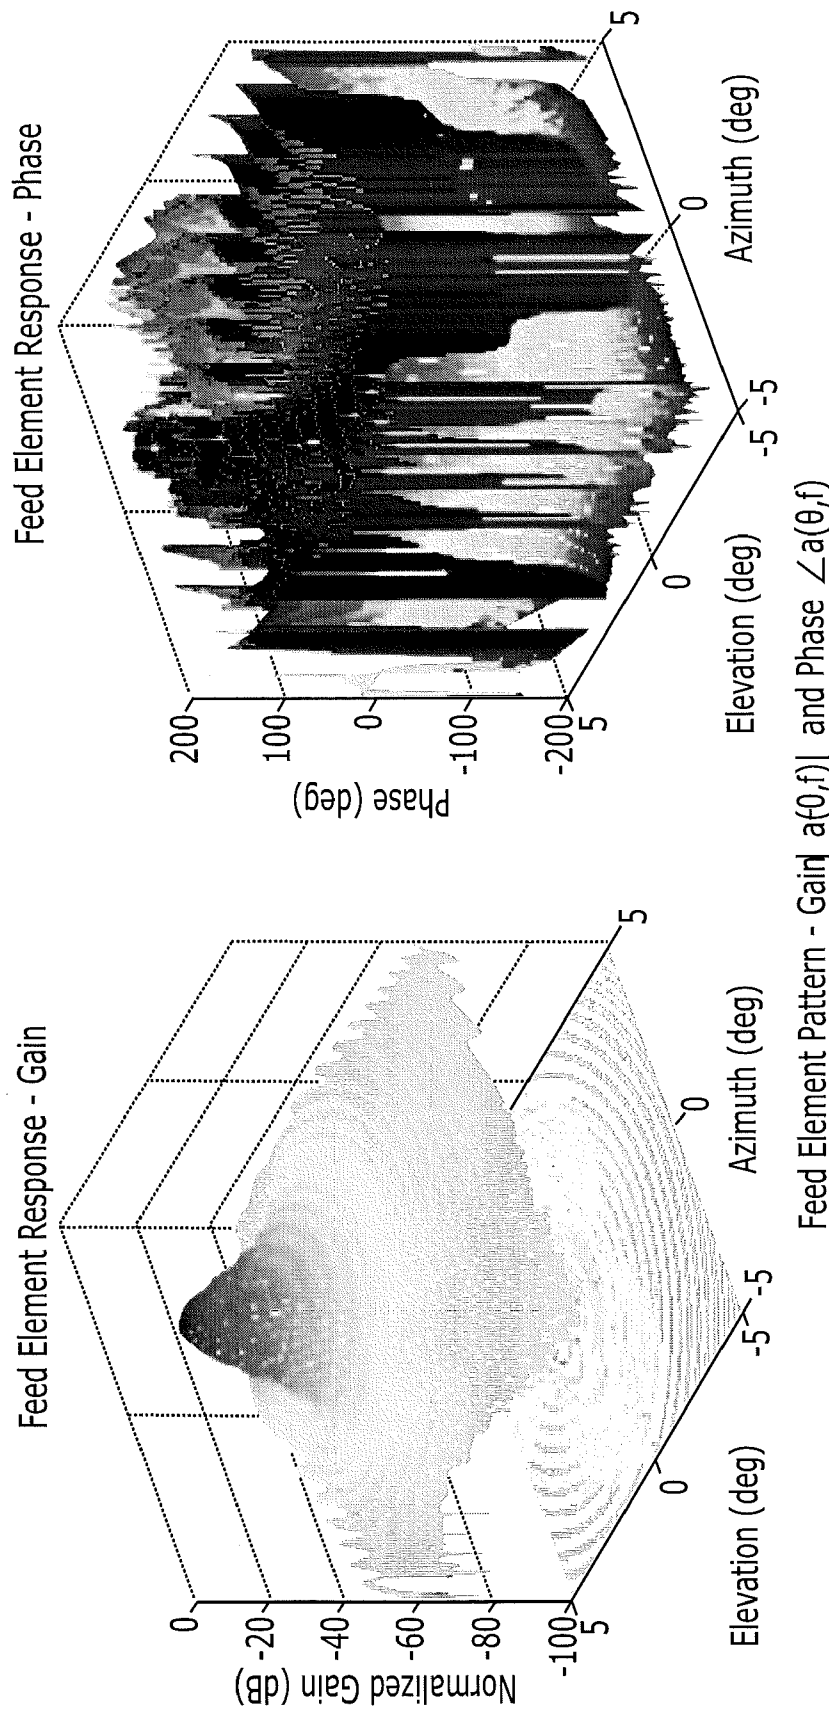 Feed Element Response - Gain
Normalized Gain (dB)
0
-20
-40
-60
-80
-100
5
0
-5
Elevation (deg)
-5
0
5
Azimuth (deg)
Feed Element Response - Phase
Phase (deg)
200
100
0
-100
-200
5
0
-5
Elevation (deg)
-5
0
5
Azimuth (deg)
Feed Element Pattern - Gain| a(θ,f)| and Phase ∠a(θ,f)